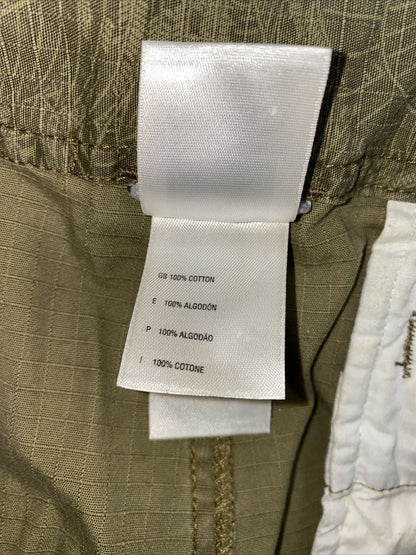 GB 100% COTTON
E 100% ALGODÓN
P 100% ALGODÃO
I 100% COTONE